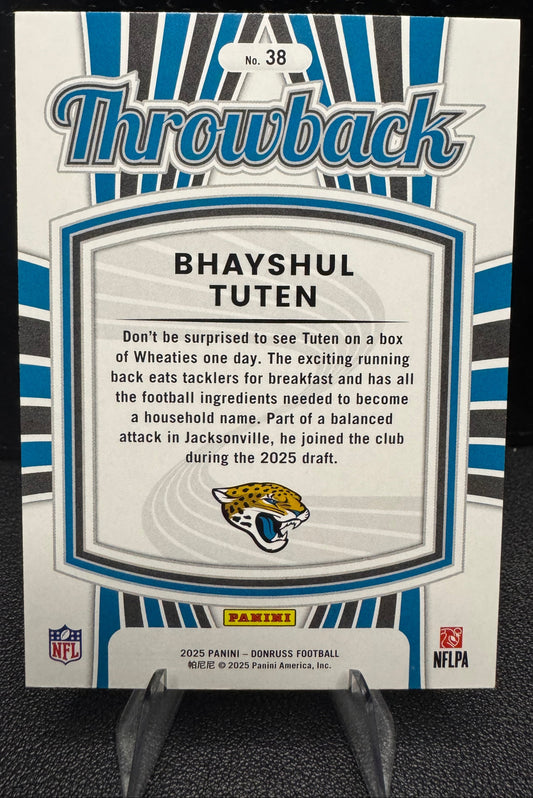 No. 38
Throwback
BHAYSHUL
TUTEN
Don't be surprised to see Tuten on a box
of Wheaties one day. The exciting running
back eats tacklers for breakfast and has all
the football ingredients needed to become
a household name. Part of a balanced
attack in Jacksonville, he joined the club
during the 2025 draft.
PANINI
2025 PANINI – DONRUSS FOOTBALL
帕尼尼 © 2025 Panini America, Inc.
NFL
NFLPA